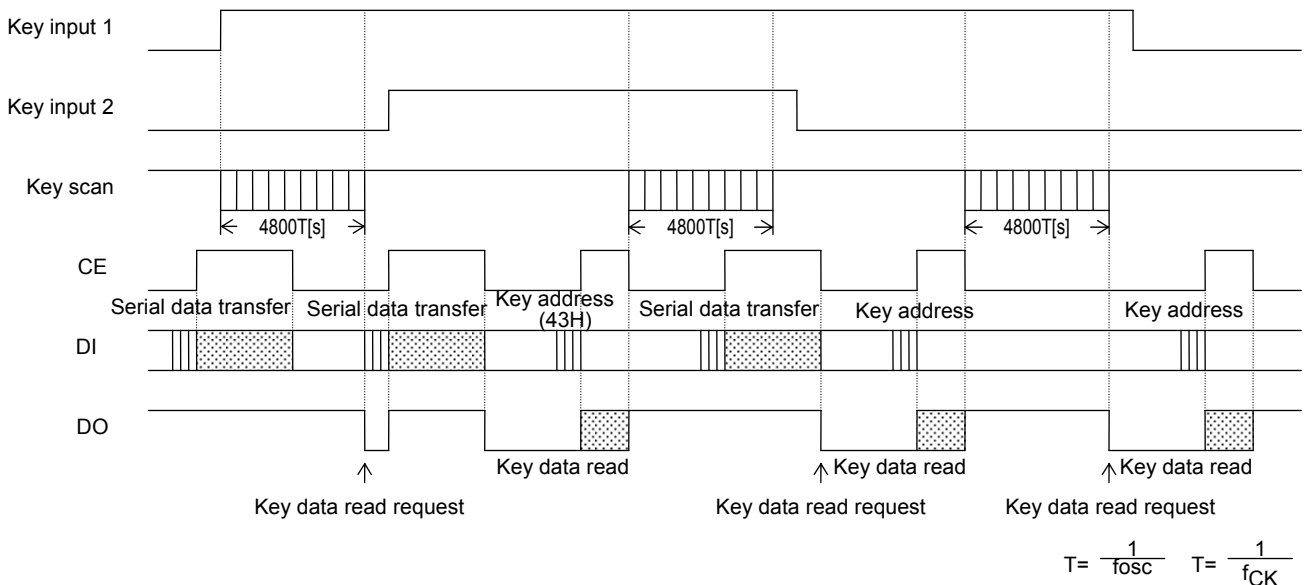 Key input 1
Key input 2
Key scan
4800T[s] 4800T[s] 4800T[s]
CE
Serial data transfer Serial data transfer Key address (43H) Serial data transfer Key address Key address
DI
DO
Key data read Key data read Key data read
Key data read request Key data read request Key data read request
T= 1/fosc T= 1/fCK